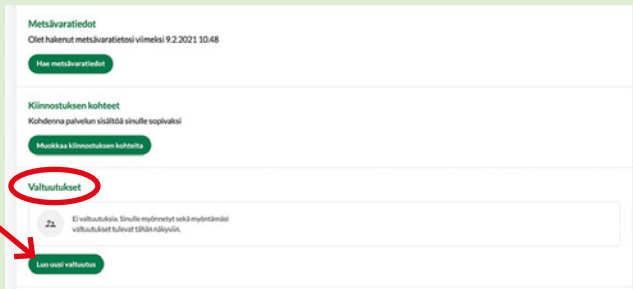 Metsävaratiedot
Olet hakenut metsävaratietosi viimeksi 9.2.2021 10.48
Hae metsävaratiedot
Kiinnostuksen kohteet
Kohdenna palvelun sisältöä sinulle sopivaksi
Muokkaa kiinnostuksen kohteita
Valtuutukset
Ei valtuutuksia. Sinulle myönnetyt sekä myöntämäsi
valtuutukset tulevat tähän näkyviin.
Luo uusi valtuutus